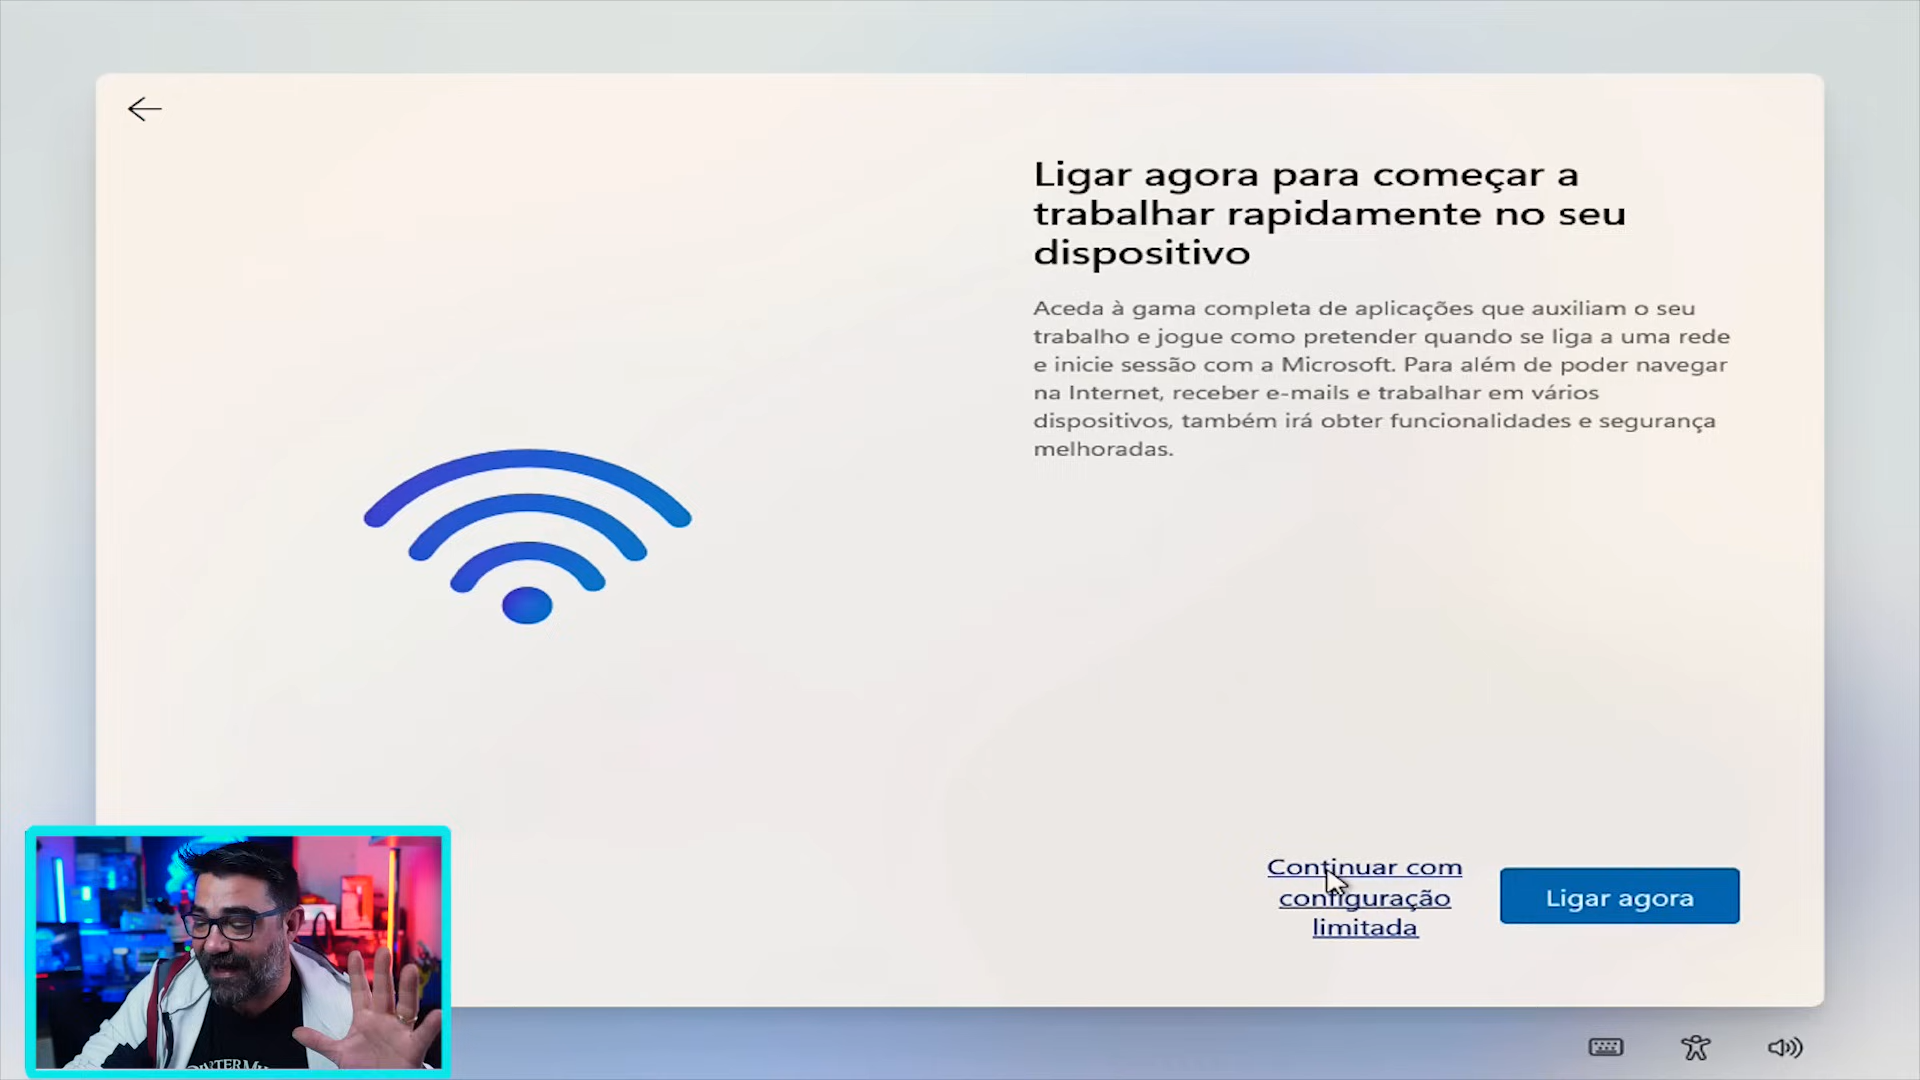 Ligar agora para começar a
trabalhar rapidamente no seu
dispositivo
Aceda à gama completa de aplicações que auxiliam o seu
trabalho e jogue como pretender quando se liga a uma rede
e inicie sessão com a Microsoft. Para além de poder navegar
na Internet, receber e-mails e trabalhar em vários
dispositivos, também irá obter funcionalidades e segurança
melhoradas.
Continuar com
configuração
limitada
Ligar agora